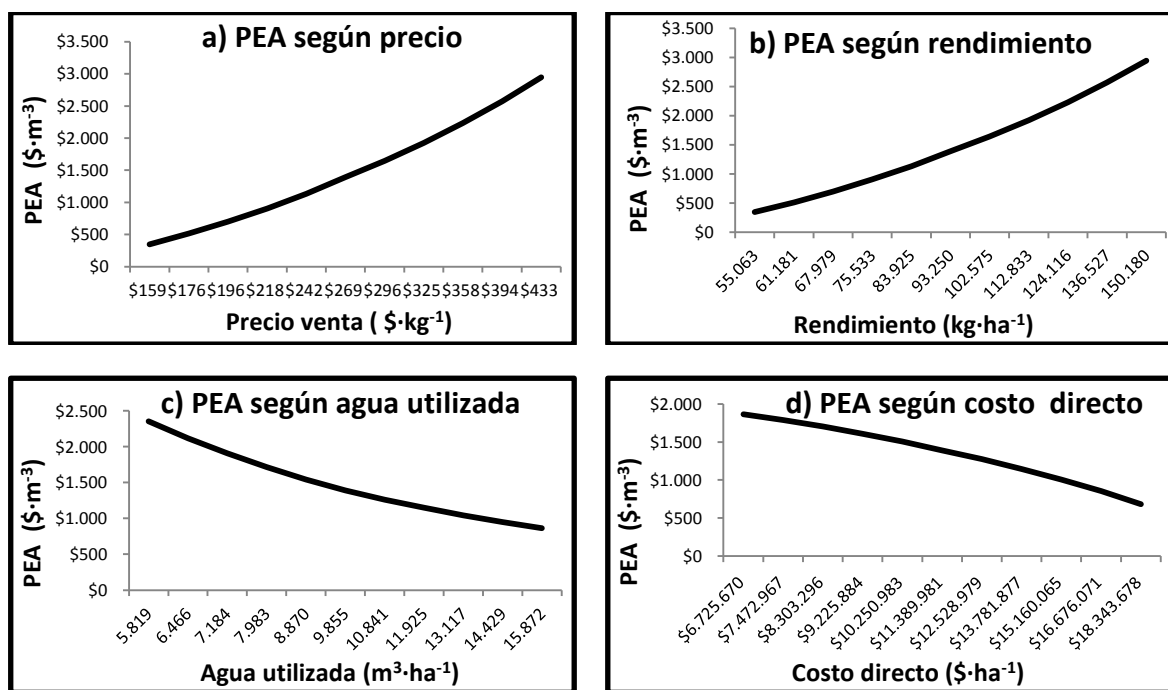 a) PEA según precio
$3.500
$3.000
$2.500
$2.000
$1.500
$1.000
$500
$0
PEA ($·m⁻³)
$159 $176 $196 $218 $242 $269 $296 $325 $358 $394 $433
Precio venta ( $·kg⁻¹)
b) PEA según rendimiento
$3.500
$3.000
$2.500
$2.000
$1.500
$1.000
$500
$0
PEA ($·m⁻³)
55.063 61.181 67.979 75.533 83.925 93.250 102.575 112.833 124.116 136.527 150.180
Rendimiento (kg·ha⁻¹)
c) PEA según agua utilizada
$2.500
$2.000
$1.500
$1.000
$500
$0
PEA ($·m⁻³)
5.819 6.466 7.184 7.983 8.870 9.855 10.841 11.925 13.117 14.429 15.872
Agua utilizada (m³·ha⁻¹)
d) PEA según costo directo
$2.000
$1.500
$1.000
$500
$0
PEA ($·m⁻³)
$6.725.670 $7.472.967 $8.303.296 $9.225.884 $10.250.983 $11.389.981 $12.528.979 $13.781.877 $15.160.065 $16.676.071 $18.343.678
Costo directo ($·ha⁻¹)